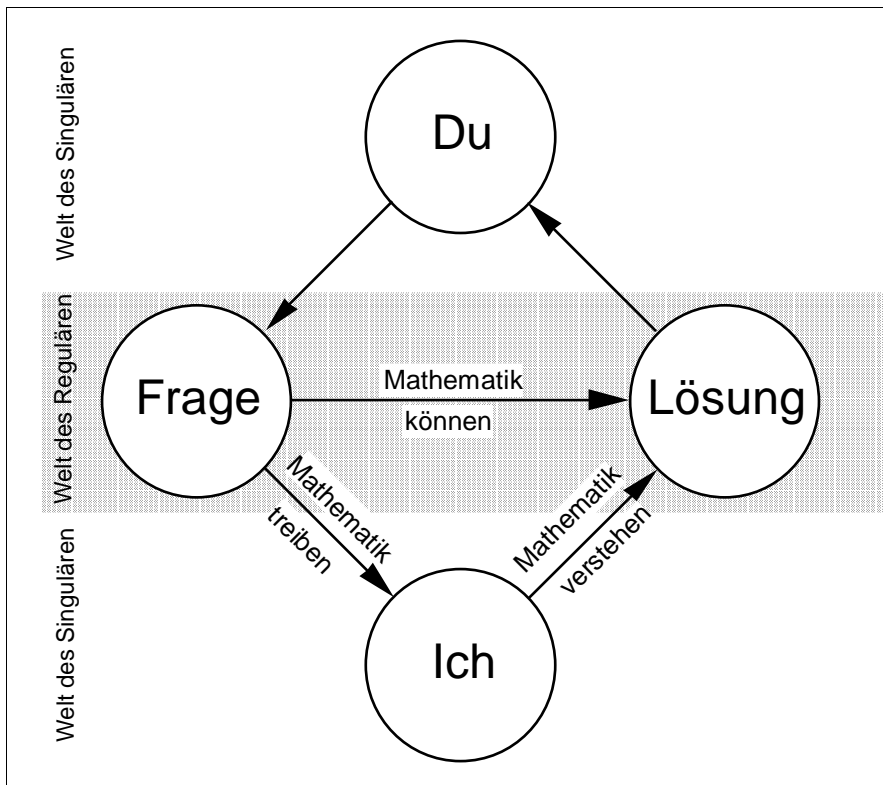 Welt des Singulären
Du
Welt des Regulären
Frage
Mathematik
können
Lösung
Mathematik
treiben
Mathematik
verstehen
Welt des Singulären
Ich